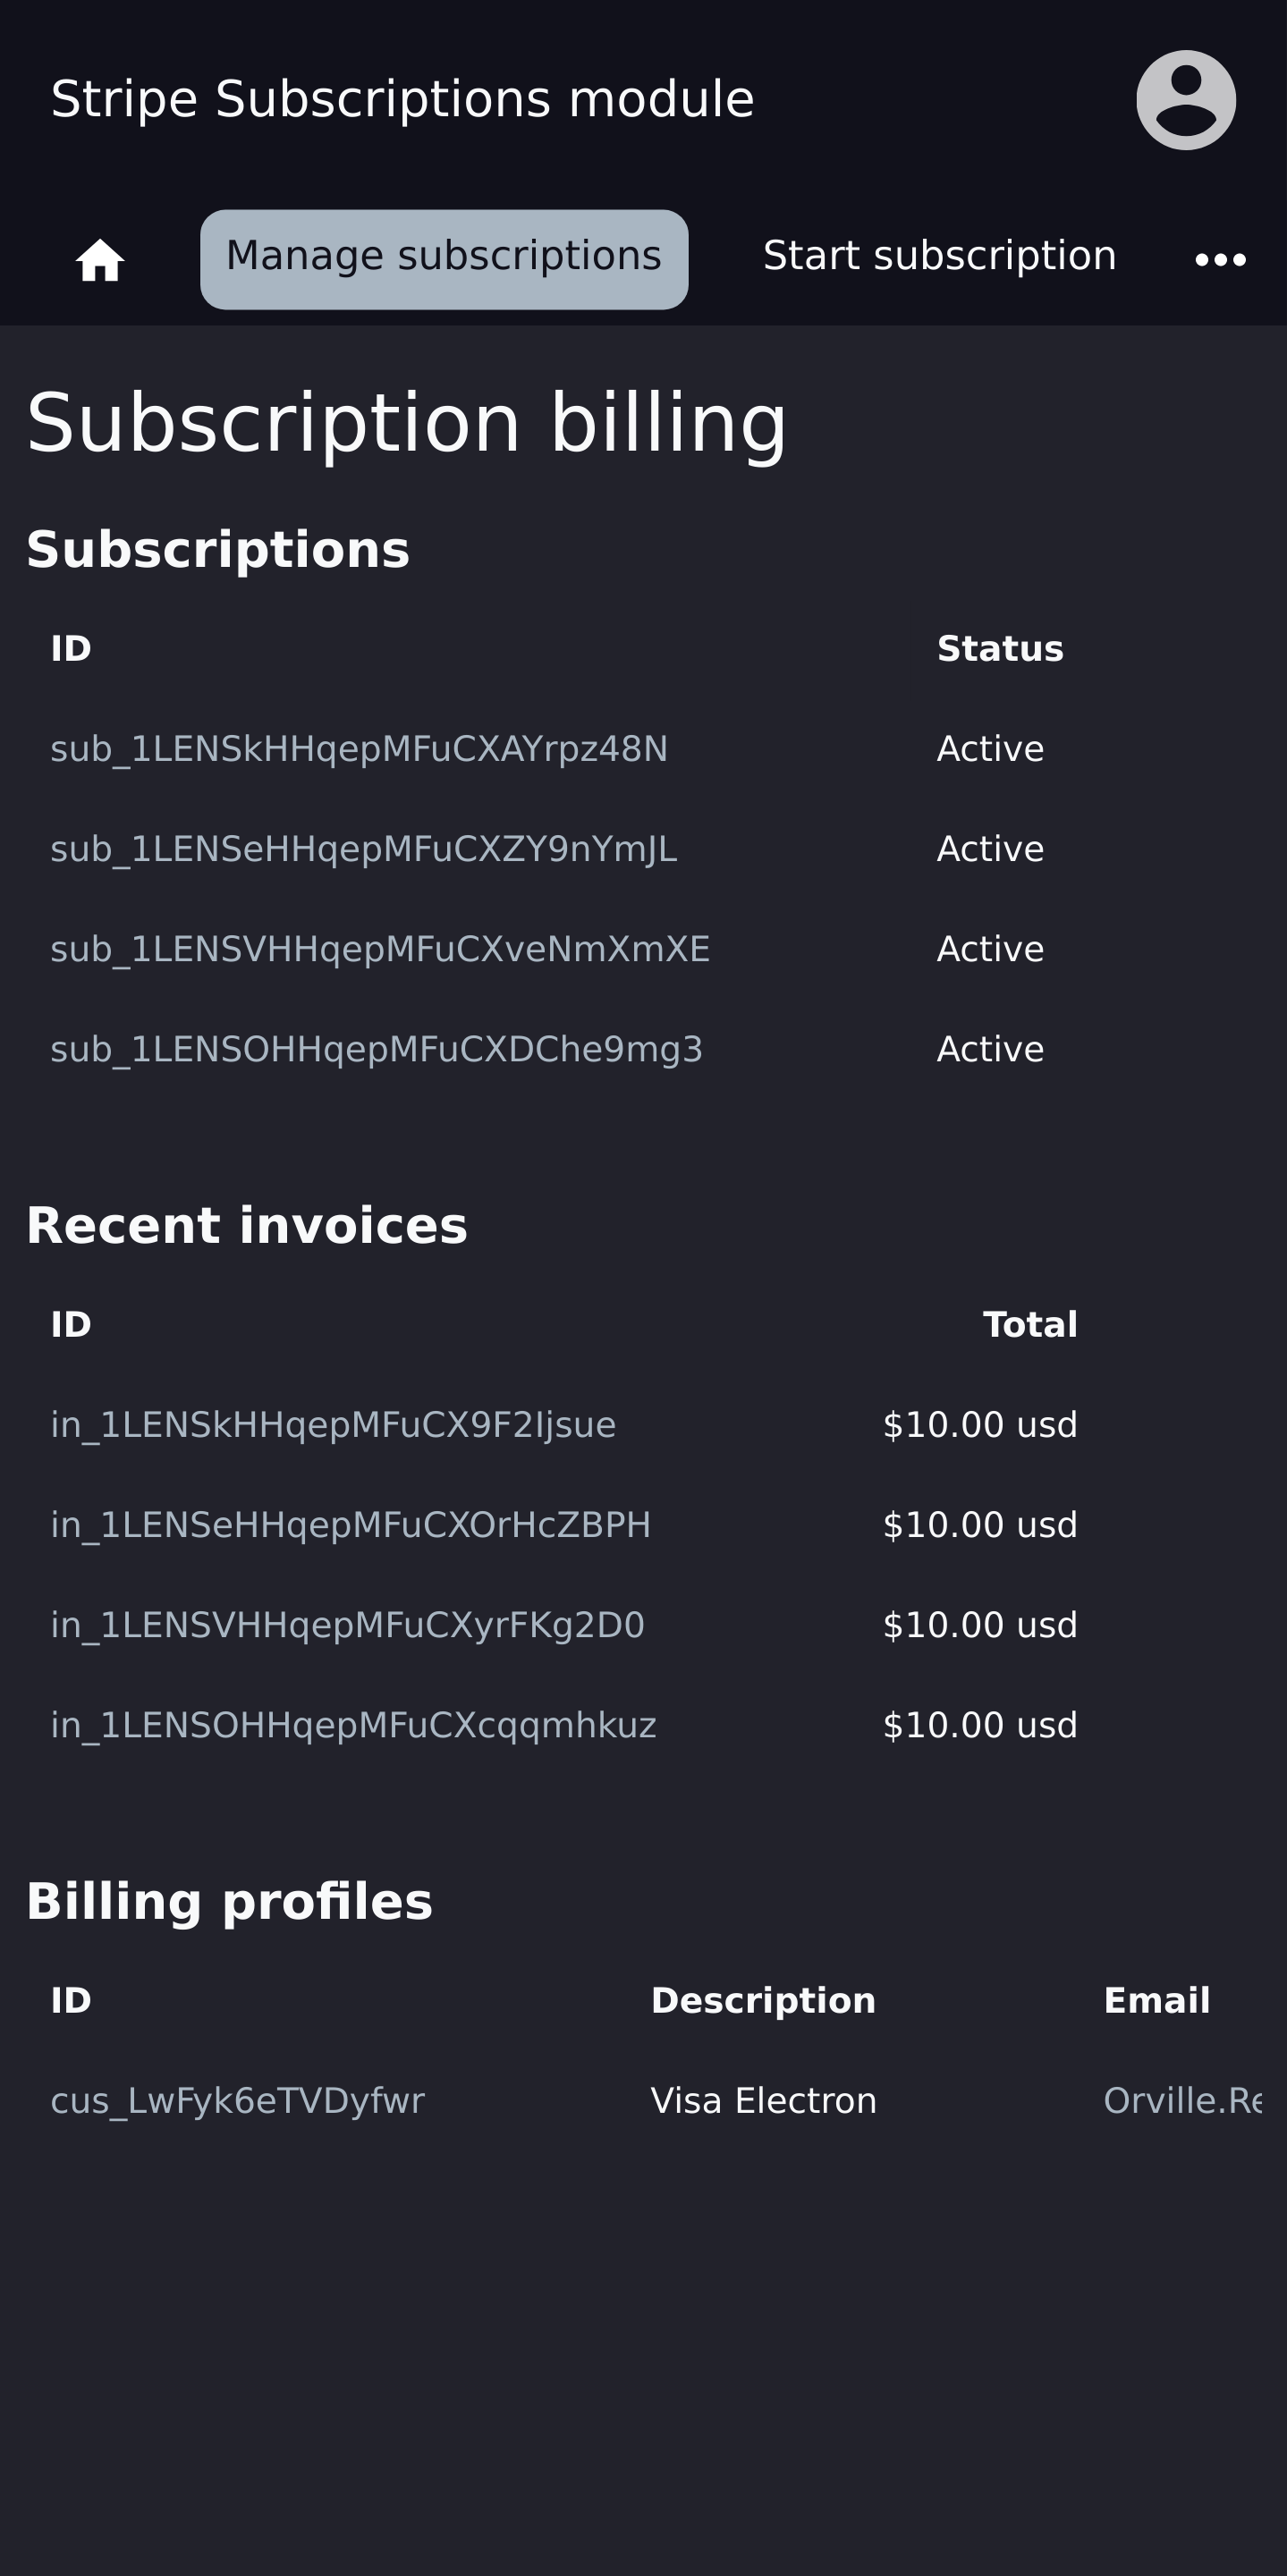 Stripe Subscriptions module
Manage subscriptions Start subscription
Subscription billing
Subscriptions
ID Status
sub_1LENSkHHqepMFuCXAYrpz48N Active
sub_1LENSeHHqepMFuCXZY9nYmJL Active
sub_1LENSVHHqepMFuCXveNmXmXE Active
sub_1LENSOHHqepMFuCXDChe9mg3 Active
Recent invoices
ID Total
in_1LENSkHHqepMFuCX9F2Ijsue $10.00 usd
in_1LENSeHHqepMFuCXOrHcZBPH $10.00 usd
in_1LENSVHHqepMFuCXyrFKg2D0 $10.00 usd
in_1LENSOHHqepMFuCXcqqmhkuz $10.00 usd
Billing profiles
ID Description Email
cus_LwFyk6eTVDyfwr Visa Electron Orville.Re